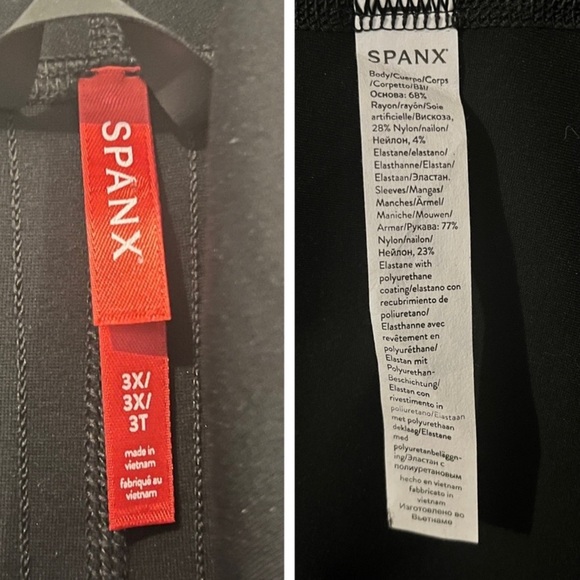 SPANX
3X/
3X/
3T
made in
vietnam
fabriqué au
vietnam
SPANX
Body/Cuerpo/Corps
/Corpetto/Bāl/
Основа: 68%
Rayon/rayón/Soie
artificielle/Вискоза,
28% Nylon/nailon/
Нейлон, 4%
Elastane/elastano/
Elasthanne/Elastan/
Elastaan/Эластан.
Sleeves/Mangas/
Manches/Ärmel/
Maniche/Mouwen/
Armar/Рукава: 77%
Nylon/nailon/
Нейлон, 23%
Elastane with
polyurethane
coating/elastano con
recubrimiento de
poliuretano/
Elasthanne avec
revêtement en
polyuréthane/
Elastan mit
Polyurethan-
Beschichtung/
Elastan con
rivestimento in
poliuretano/Elastaan
met polyurethaan
deklaag/Elastane
med
polyuretanbeläggn-
ing/Эластан с
полиуретановым
hecho en vietnam
fabbricato in
vietnam
Изготовлено во
Вьетнаме